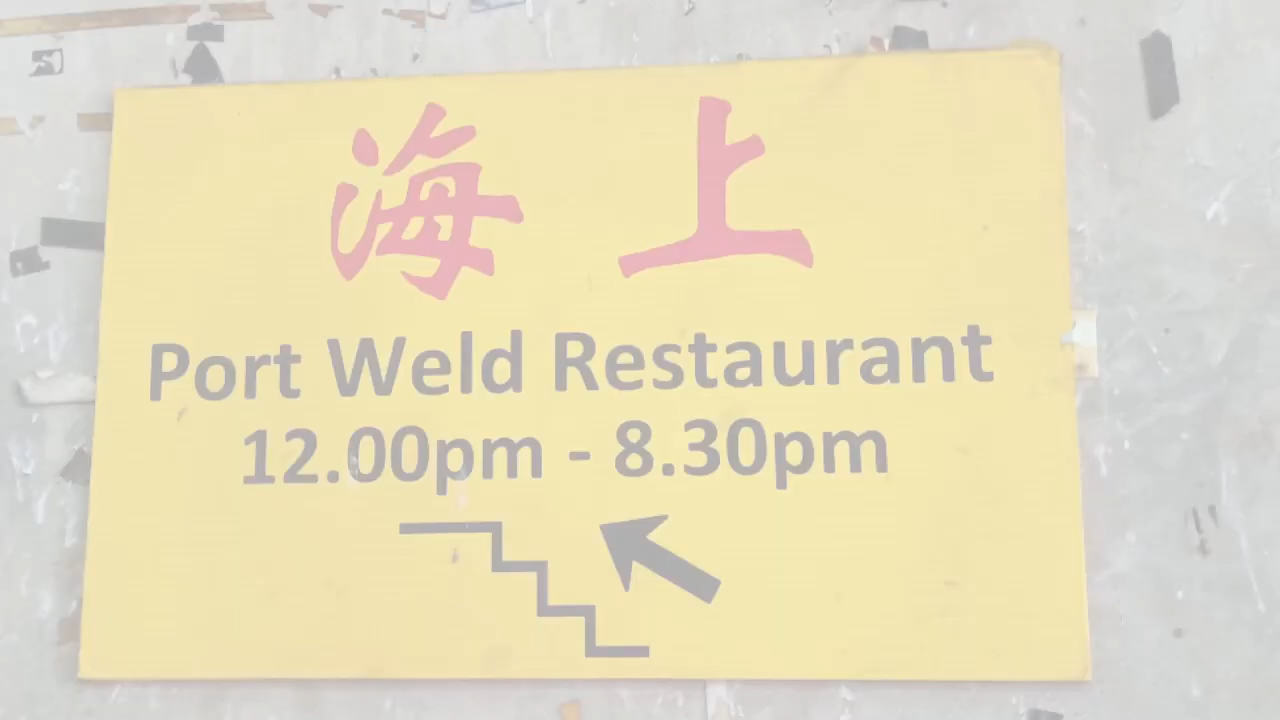 海上
Port Weld Restaurant
12.00pm - 8.30pm